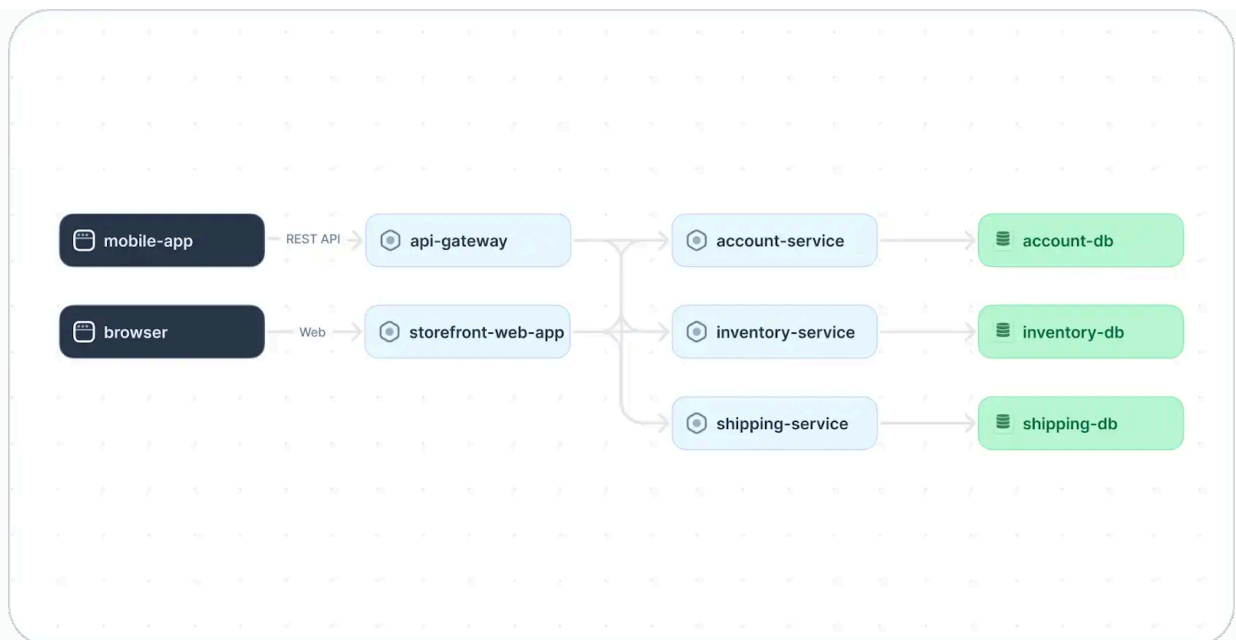 mobile-app
REST API
api-gateway
account-service
account-db
browser
Web
storefront-web-app
inventory-service
inventory-db
shipping-service
shipping-db